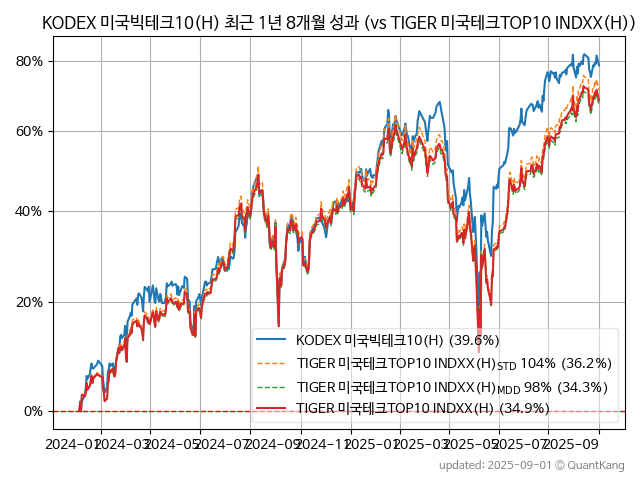 KODEX 미국빅테크10(H) 최근 1년 8개월 성과 (vs TIGER 미국테크TOP10 INDXX(H))
80%
60%
40%
20%
0%
KODEX 미국빅테크10(H) (39.6%)
TIGER 미국테크TOP10 INDXX(H)STD 104% (36.2%)
TIGER 미국테크TOP10 INDXX(H)MDD 98% (34.3%)
TIGER 미국테크TOP10 INDXX(H) (34.9%)
2024-01 2024-03 2024-05 2024-07 2024-09 2024-11 2025-01 2025-03 2025-05 2025-07 2025-09
updated: 2025-09-01 © QuantKang